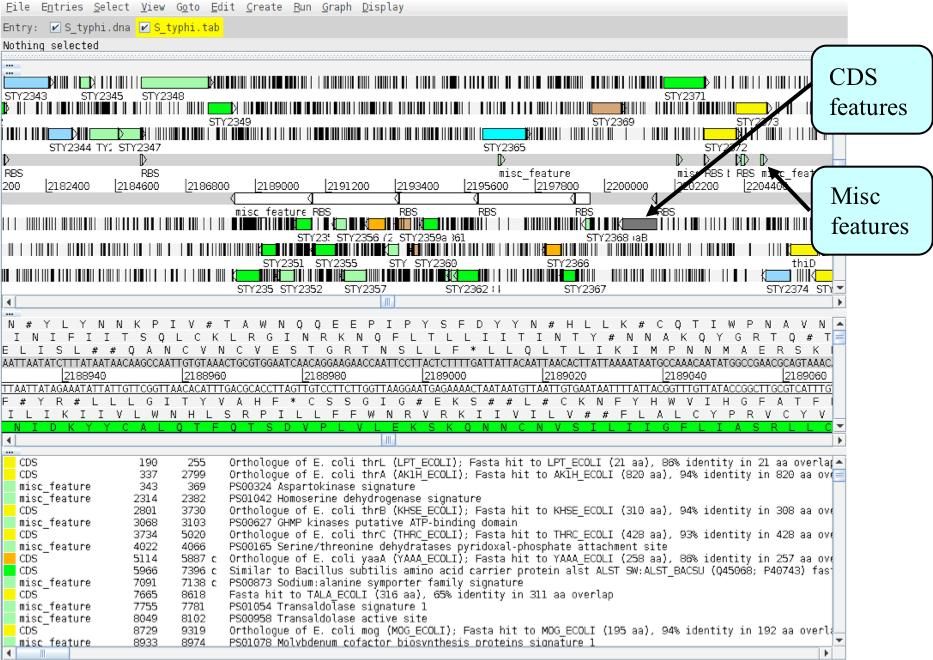 File Entries Select View Goto Edit Create Run Graph Display
Entry: S_typhi.dna S_typhi.tab
Nothing selected
CDS
features
STY2343 STY2345 STY2348 STY2371
STY2349 STY2369 STY2373
STY2344 TY2 STY2347 STY2365 STY2372
RBS RBS misc_feature misc RBS RBS misc_feat
200 2182400 2184600 2186800 2189000 2191200 2193400 2195600 2197800 2200000 2202200 2204400
Misc
features
misc_feature RBS RBS RBS RBS RBS
STY235 STY2356 STY2359a STY2368 aB
STY2351 STY2355 STY STY2360 STY2366 thiD
STY235 STY2352 STY2357 STY2362 STY2367 STY2374 STY
N # Y L Y N N K P I V # T A W N Q Q E E P I P Y S F D Y Y N # H L L K # C Q T I W P N A V N
I N I F I I T S Q L C G L E I N R K N Q F L L T L L I I T I N T Y # N N A K Q Y G R T Q # T
E L I S L # # Q A N C V N C V E S T G R T N S L L F * L L Q L T L I K I M P N N M A E R S K
2188940 2188960 2188980 2189000 2189020 2189040 2189060
F # Y R # L L L G I T Y V A H F * C S S G I G # E K S # # L # C K N F Y H W V I H G F A T F
I L I K I I V L W N H L S R P I L L F F W N R V R K I I V I L V # # F L A L C Y P R V C Y V
N I D K Y Y C A L Q T F Q T S D V P L V L E K S K Q N N C N V S I L I I G F L I A S R L L C
CDS 190 255 Orthologue of E. coli thrL (LPT_ECOLI); Fasta hit to LPT_ECOLI (21 aa), 86% identity in 21 aa overlap
CDS 337 2799 Orthologue of E. coli thrA (AK1H_ECOLI); Fasta hit to AK1H_ECOLI (820 aa), 94% identity in 820 aa ove
misc_feature 343 369 PS00324 Aspartokinase signature
misc_feature 2314 2382 PS01042 Homoserine dehydrogenase signature
CDS 2801 3730 Orthologue of E. coli thrB (KHSE_ECOLI); Fasta hit to KHSE_ECOLI (310 aa), 94% identity in 308 aa ove
misc_feature 3068 3103 PS00627 GHMP kinases putative ATP-binding domain
CDS 3734 5020 Orthologue of E. coli thrC (THRC_ECOLI); Fasta hit to THRC_ECOLI (428 aa), 93% identity in 428 aa ove
misc_feature 4022 4066 PS00165 Serine/threonine dehydratases pyridoxal-phosphate attachment site
CDS 5114 5887 c Orthologue of E. coli yaaA (YAAA_ECOLI); Fasta hit to YAAA_ECOLI (258 aa), 86% identity in 257 aa ove
CDS 5966 7396 c Similar to Bacillus subtilis amino acid carrier protein alst ALST SW:ALST_BACSU (Q45068; P40743) fast
misc_feature 7091 7138 c PS00873 Sodium:alanine symporter family signature
CDS 7665 8618 Fasta hit to TALA_ECOLI (316 aa), 65% identity in 311 aa overlap
misc_feature 7755 7781 PS01054 Transaldolase signature 1
misc_feature 8049 8102 PS00958 Transaldolase active site
CDS 8729 9319 Orthologue of E. coli mog (MOG_ECOLI); Fasta hit to MOG_ECOLI (195 aa), 94% identity in 192 aa overla
misc_feature 8933 8974 PS01078 Molybdenum cofactor biosynthesis proteins signature 1